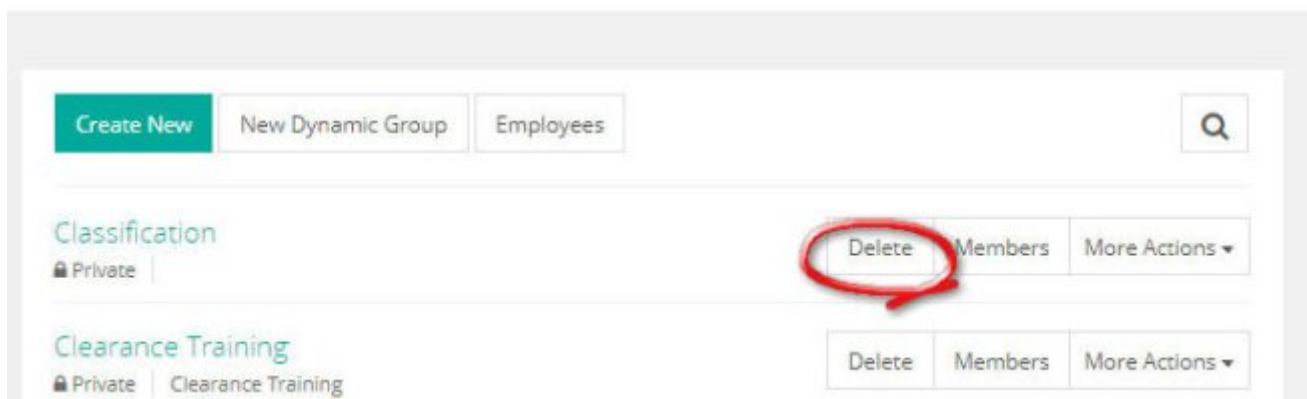 Create New New Dynamic Group Employees
Classification
Delete Members More Actions
Private
Clearance Training
Delete Members More Actions
Private Clearance Training